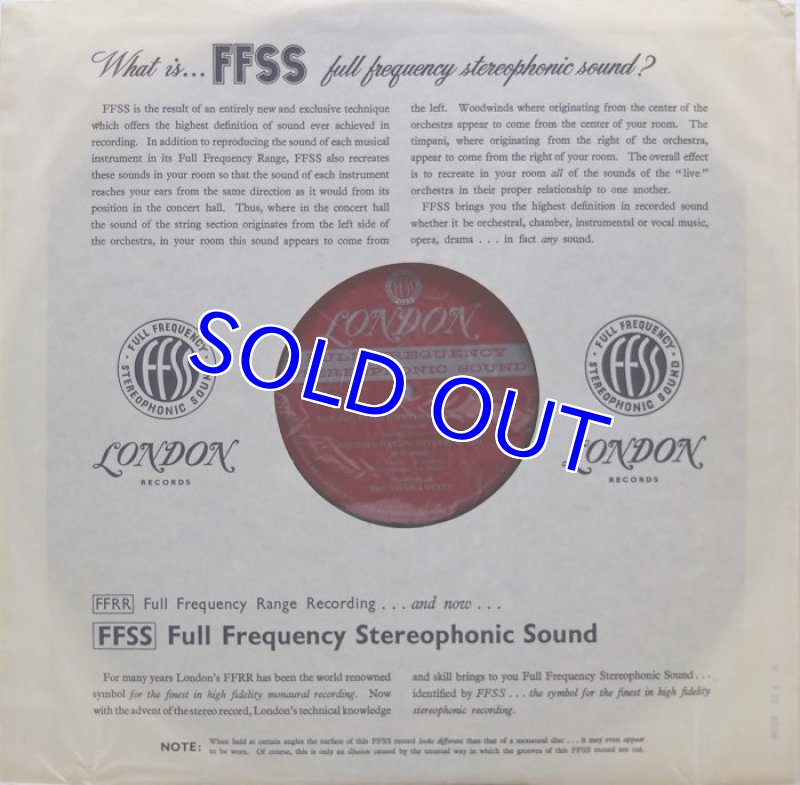 What is... FFSS full frequency stereophonic sound?
FFSS is the result of an entirely new and exclusive technique
which offers the highest definition of sound ever achieved in
recording. In addition to reproducing the sound of each musical
instrument in its Full Frequency Range, FFSS also recreates
these sounds in your room so that the sound of each instrument
reaches your ears from the same direction as it would from its
position in the concert hall. Thus, where in the concert hall
the sound of the string section originates from the left side of
the orchestra, in your room this sound appears to come from
the left. Woodwinds where originating from the center of the
orchestra appear to come from the center of your room. The
timpani, where originating from the right of the orchestra,
appear to come from the right of your room. The overall effect
is to recreate in your room all of the sounds of the "live"
orchestra in their proper relationship to one another.
FFSS brings you the highest definition in recorded sound
whether it be orchestral, chamber, instrumental or vocal music,
opera, drama . . . in fact any sound.
FFSS
LONDON
FREQUENCY
SOUND
FULL FREQUENCY
FFSS
STEREOPHONIC SOUND
LONDON
RECORDS
FULL FREQUENCY
FFSS
STEREOPHONIC SOUND
LONDON
RECORDS
SOLD OUT
FFRR Full Frequency Range Recording . . . and now . . .
FFSS Full Frequency Stereophonic Sound
For many years London's FFRR has been the world renowned
symbol for the finest in high fidelity monaural recording. Now
with the advent of the stereo record, London's technical knowledge
and skill brings to you Full Frequency Stereophonic Sound . . .
identified by FFSS . . . the symbol for the finest in high fidelity
stereophonic recording.
NOTE: When held at certain angles the surface of this FFSS record looks different than that of a monaural disc . . . it may even appear
to be worn. Of course, this is only an illusion caused by the unusual way in which the grooves of this FFSS record are cut.